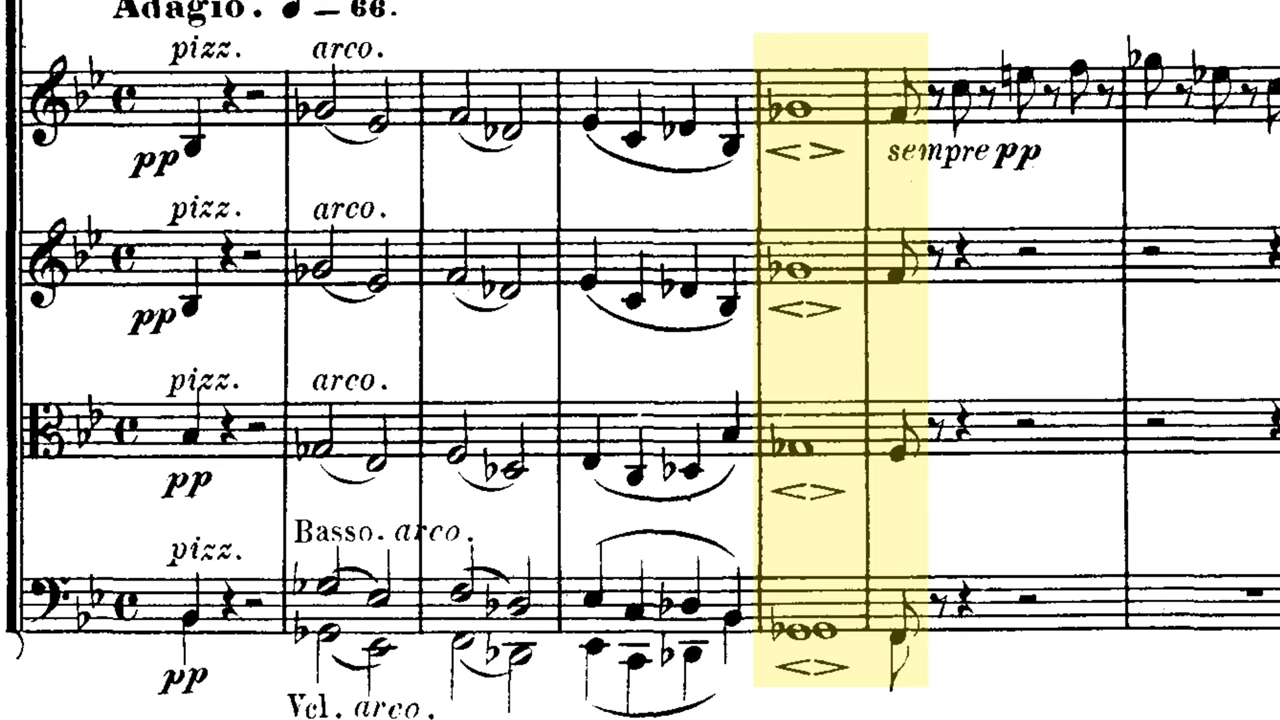 Adagio. ♩ = 66.
pizz. arco.
pp
sempre pp
pizz. arco.
pp
pizz. arco.
pp
Basso. arco.
pizz.
pp
Vcl. arco.